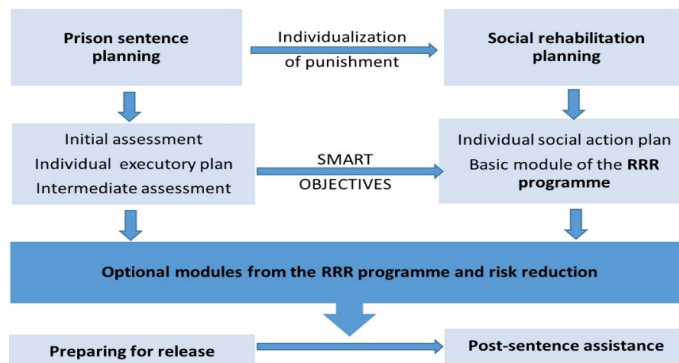 Prison sentence
planning
Individualization
of punishment
Social rehabilitation
planning
Initial assessment
Individual executory plan
Intermediate assessment
SMART
OBJECTIVES
Individual social action plan
Basic module of the RRR
programme
Optional modules from the RRR programme and risk reduction
Preparing for release
Post-sentence assistance